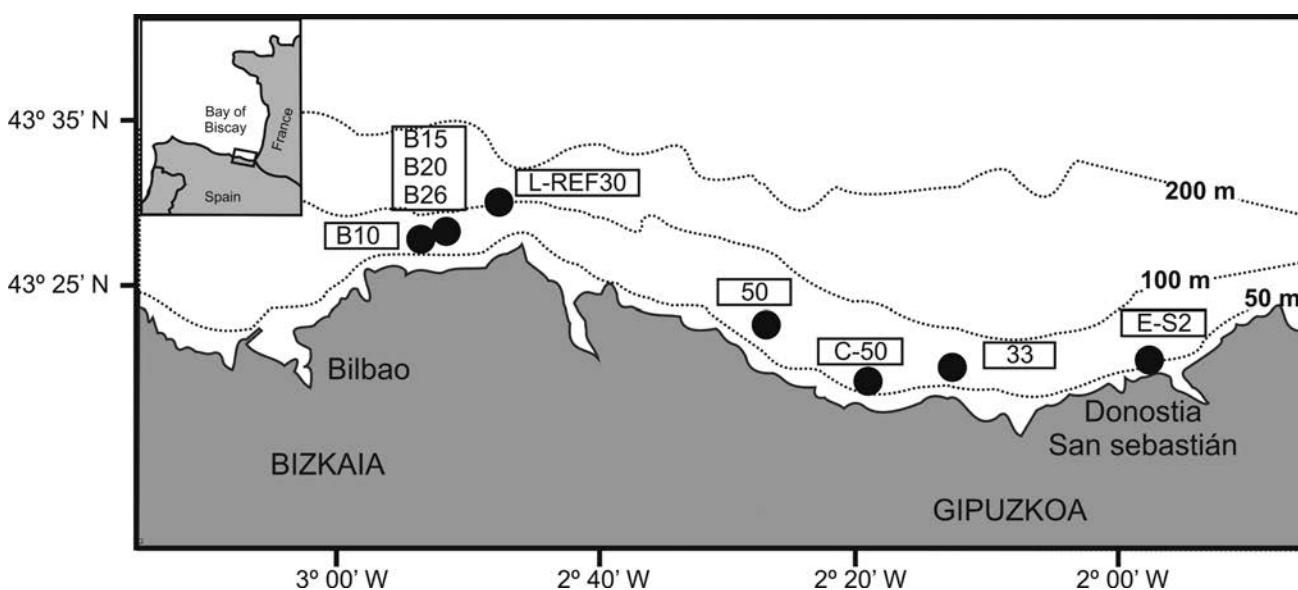 43º 35’ N
43º 25’ N
Bay of
Biscay
France
Spain
B15
B20
B26
L-REF30
B10
200 m
100 m
50 m
50
C-50
33
E-S2
Bilbao
Donostia
San sebastián
BIZKAIA
GIPUZKOA
3º 00’ W
2º 40’ W
2º 20’ W
2º 00’ W